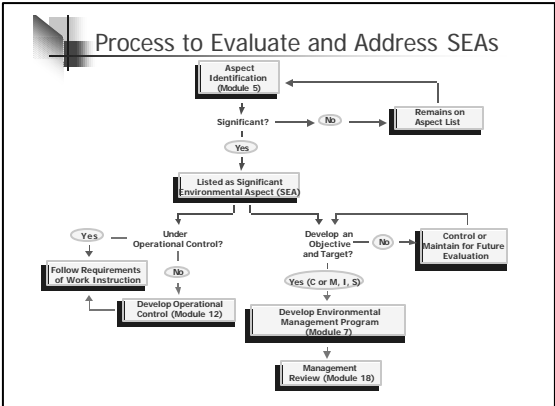 Process to Evaluate and Address SEAs
Aspect
Identification
(Module 5)
Significant?
No
Remains on
Aspect List
Yes
Listed as Significant
Environmental Aspect (SEA)
Yes
Under
Operational Control?
Develop an
Objective
and Target?
No
Control or
Maintain for Future
Evaluation
Follow Requirements
of Work Instruction
No
Yes (C or M, I, S)
Develop Operational
Control (Module 12)
Develop Environmental
Management Program
(Module 7)
Management
Review (Module 18)